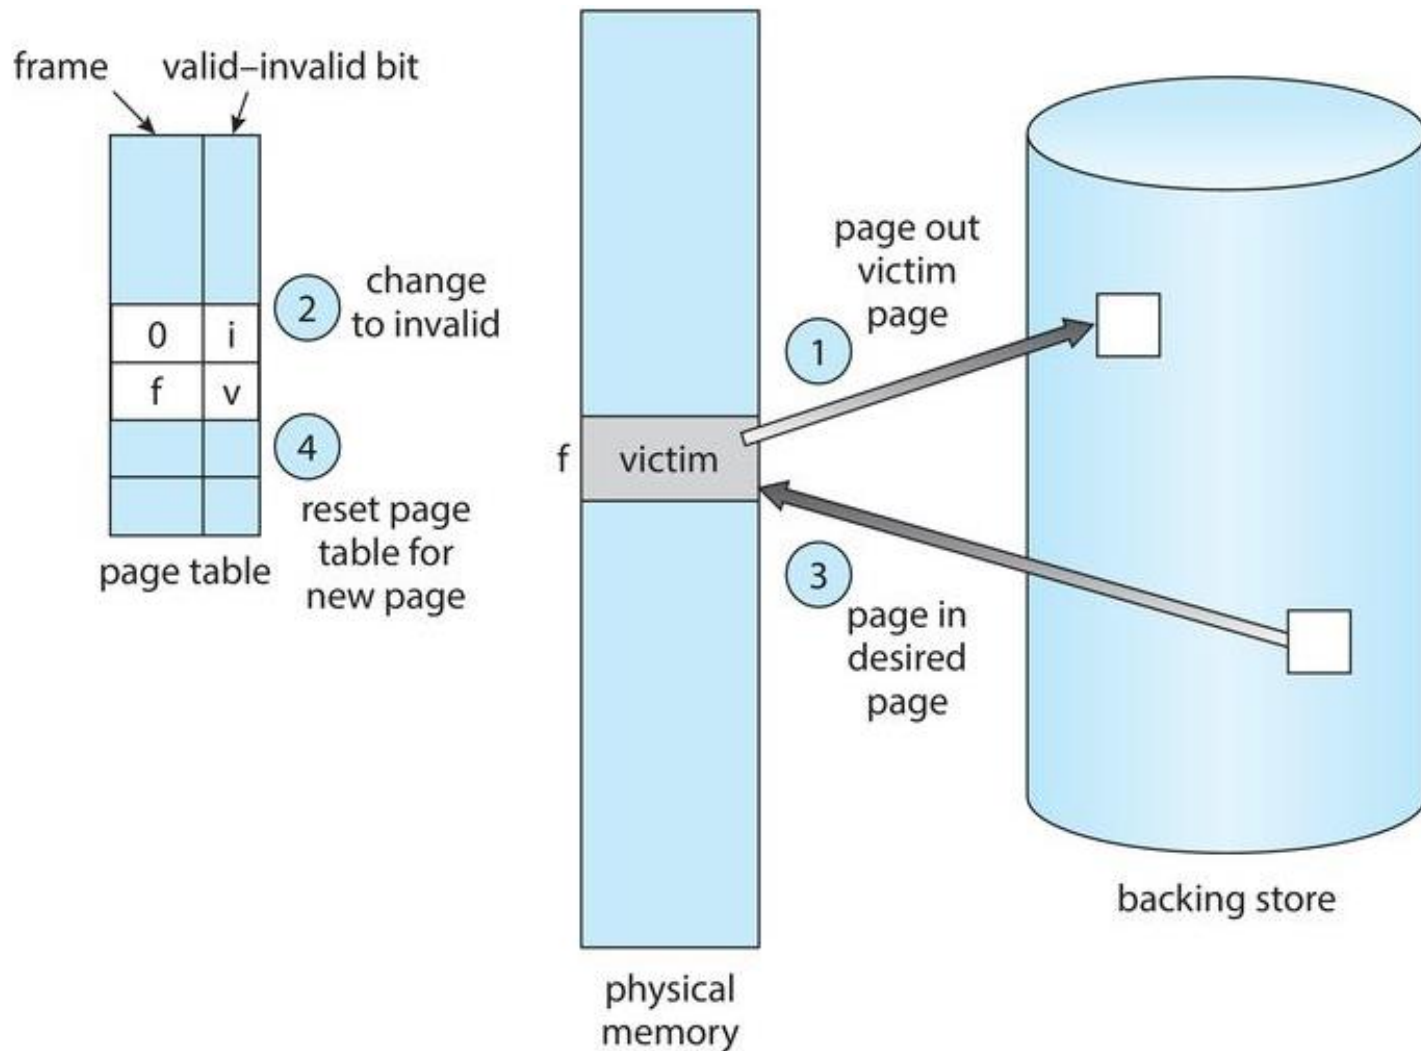 frame
valid–invalid bit
0 i
f v
page table
2
change
to invalid
4
reset page
table for
new page
f
victim
physical
memory
1
page out
victim
page
3
page in
desired
page
backing store